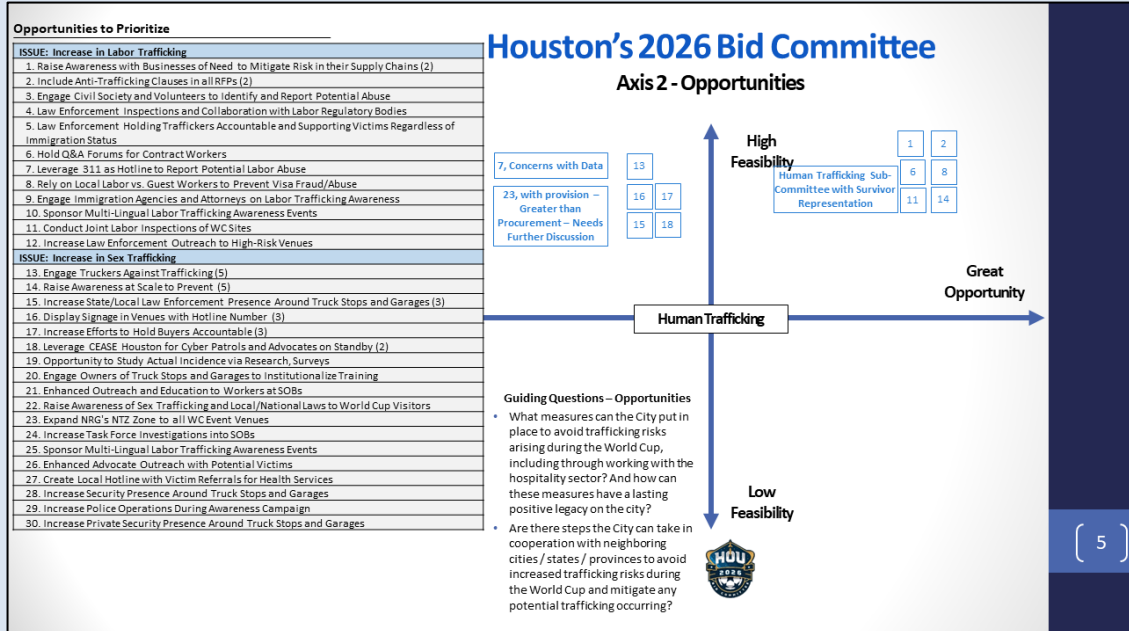 Opportunities to Prioritize
ISSUE: Increase in Labor Trafficking
1. Raise Awareness with Businesses of Need to Mitigate Risk in their Supply Chains (2)
2. Include Anti-Trafficking Clauses in all RFPs (2)
3. Engage Civil Society and Volunteers to Identify and Report Potential Abuse
4. Law Enforcement Inspections and Collaboration with Labor Regulatory Bodies
5. Law Enforcement Holding Traffickers Accountable and Supporting Victims Regardless of
Immigration Status
6. Hold Q&A Forums for Contract Workers
7. Leverage 311 as Hotline to Report Potential Labor Abuse
8. Rely on Local Labor vs. Guest Workers to Prevent Visa Fraud/Abuse
9. Engage Immigration Agencies and Attorneys on Labor Trafficking Awareness
10. Sponsor Multi-Lingual Labor Trafficking Awareness Events
11. Conduct Joint Labor Inspections of WC Sites
12. Increase Law Enforcement Outreach to High-Risk Venues
ISSUE: Increase in Sex Trafficking
13. Engage Truckers Against Trafficking (5)
14. Raise Awareness at Scale to Prevent (5)
15. Increase State/Local Law Enforcement Presence Around Truck Stops and Garages (3)
16. Display Signage in Venues with Hotline Number (3)
17. Increase Efforts to Hold Buyers Accountable (3)
18. Leverage CEASE Houston for Cyber Patrols and Advocates on Standby (2)
19. Opportunity to Study Actual Incidence via Research, Surveys
20. Engage Owners of Truck Stops and Garages to Institutionalize Training
21. Enhanced Outreach and Education to Workers at SOBs
22. Raise Awareness of Sex Trafficking and Local/National Laws to World Cup Visitors
23. Expand NRG's NTZ Zone to all WC Event Venues
24. Increase Task Force Investigations into SOBs
25. Sponsor Multi-Lingual Labor Trafficking Awareness Events
26. Enhanced Advocate Outreach with Potential Victims
27. Create Local Hotline with Victim Referrals for Health Services
28. Increase Security Presence Around Truck Stops and Garages
29. Increase Police Operations During Awareness Campaign
30. Increase Private Security Presence Around Truck Stops and Garages
Houston's 2026 Bid Committee
Axis 2 - Opportunities
High
Feasibility
7, Concerns with Data
13
23, with provision –
Greater than
Procurement – Needs
Further Discussion
16 17
15 18
1 2
Human Trafficking Sub-
Committee with Survivor
Representation
6 8
11 14
Great
Opportunity
Human Trafficking
Guiding Questions – Opportunities
• What measures can the City put in
place to avoid trafficking risks
arising during the World Cup,
including through working with the
hospitality sector? And how can
these measures have a lasting
positive legacy on the city?
• Are there steps the City can take in
cooperation with neighboring
cities / states / provinces to avoid
increased trafficking risks during
the World Cup and mitigate any
potential trafficking occurring?
Low
Feasibility
HOU
2026
5